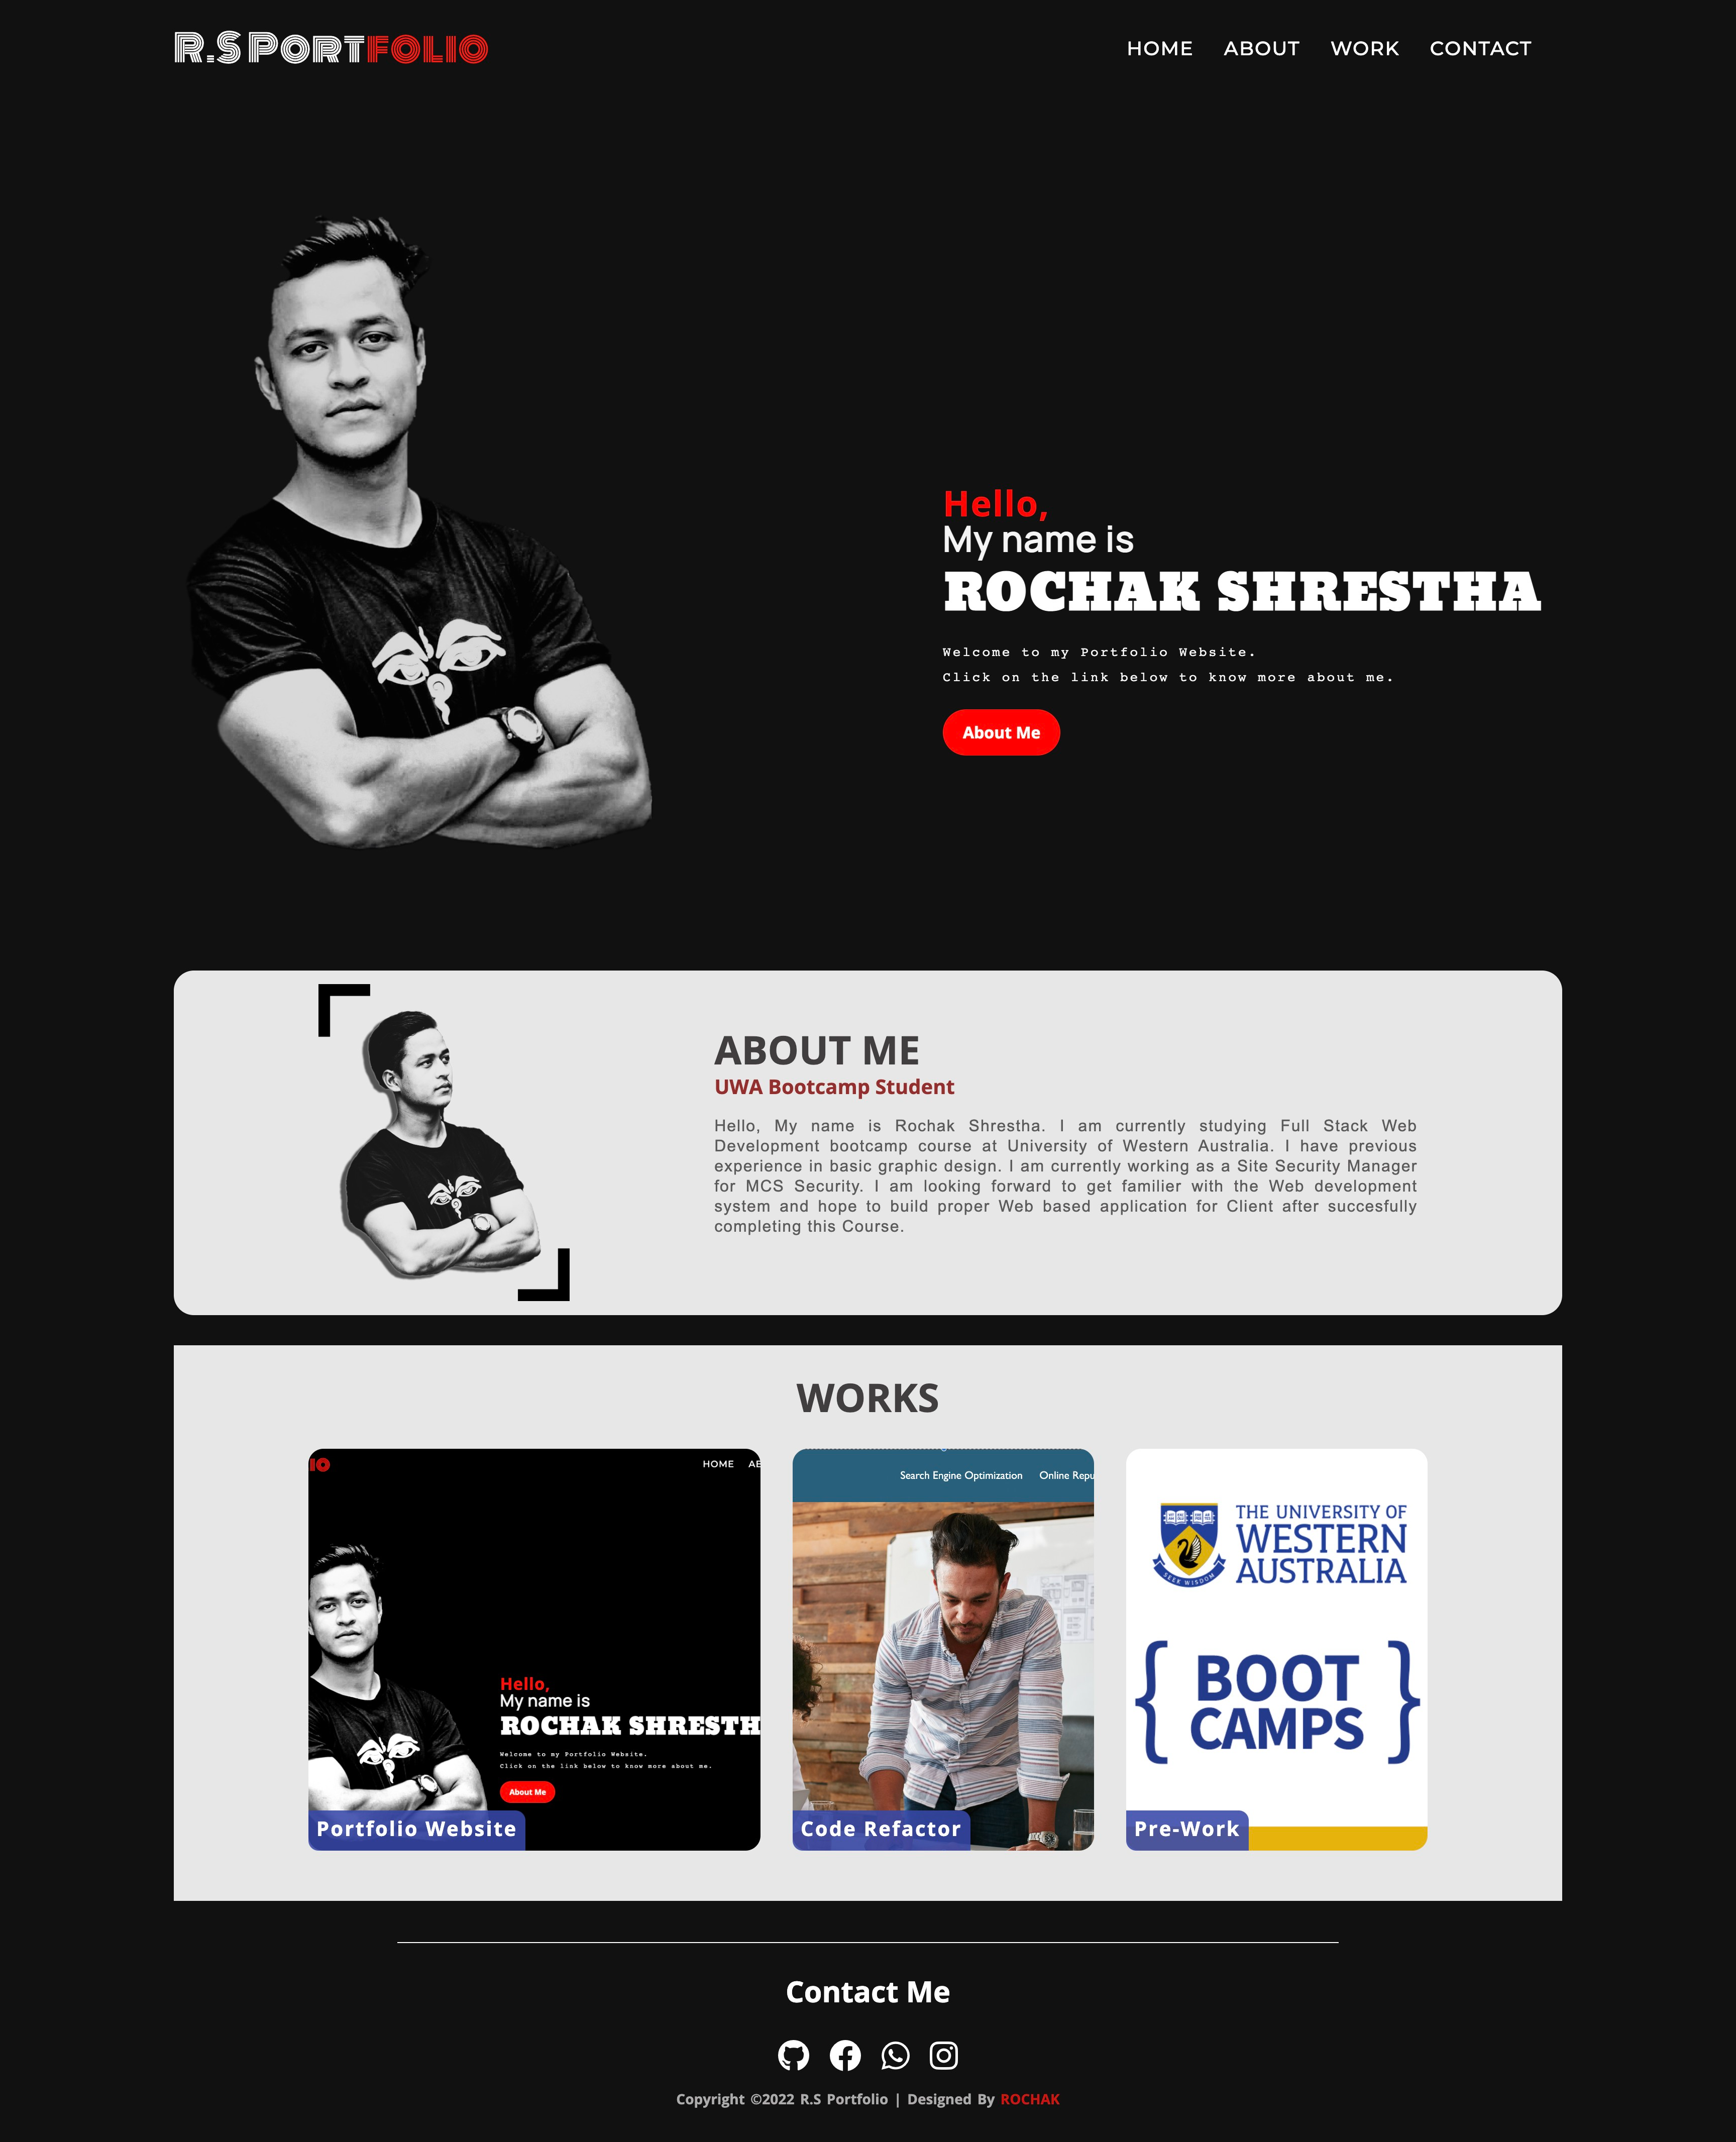 R.S PORTFOLIO
HOME ABOUT WORK CONTACT
Hello,
My name is
ROCHAK SHRESTHA
Welcome to my Portfolio Website.
Click on the link below to know more about me.
About Me
ABOUT ME
UWA Bootcamp Student
Hello, My name is Rochak Shrestha. I am currently studying Full Stack Web
Development bootcamp course at University of Western Australia. I have previous
experience in basic graphic design. I am currently working as a Site Security Manager
for MCS Security. I am looking forward to get familier with the Web development
system and hope to build proper Web based application for Client after succesfully
completing this Course.
WORKS
IO
HOME AB
Hello,
My name is
ROCHAK SHRESTH
Welcome to my Portfolio Website.
Click on the link below to know more about me.
About Me
Portfolio Website
Search Engine Optimization Online Repu
Code Refactor
THE UNIVERSITY OF
WESTERN
AUSTRALIA
SEEK WISDOM
{ BOOT
CAMPS }
Pre-Work
Contact Me
Copyright ©2022 R.S Portfolio | Designed By ROCHAK